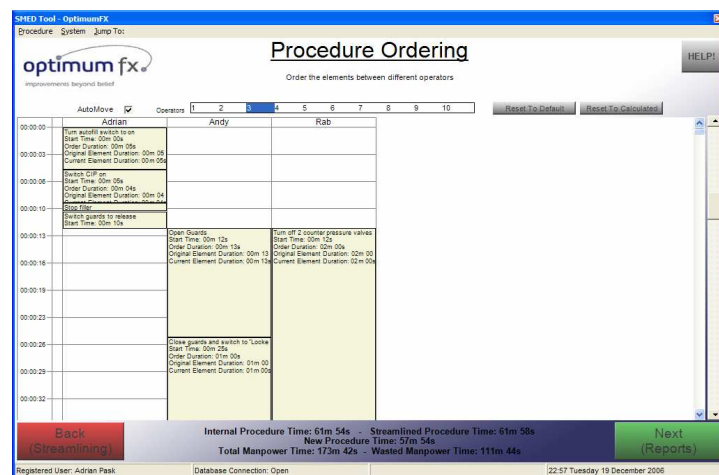 SMED Tool - OptimumFX
Procedure System Jump To:
Procedure Ordering
HELP!
optimum fx
improvements beyond belief
Order the elements between different operators
AutoMove Operators 1 2 3 4 5 6 7 8 9 10 Reset To Default Reset To Calculated
Adrian Andy Rab
00:00:00
Turn autofill switch to on
Start Time: 00m 00s
Order Duration: 00m 05s
Original Element Duration: 00m 05
Current Element Duration: 00m 05s
00:00:03
Switch CIP on
Start Time: 00m 05s
Order Duration: 00m 04s
Original Element Duration: 00m 04
00:00:06
Stop filler
00:00:10
Switch guards to release
Start Time: 00m 10s
00:00:13
Open Guards
Start Time: 00m 12s
Order Duration: 00m 13s
Original Element Duration: 00m 13
Current Element Duration: 00m 13s
Turn off 2 counter pressure valves
Start Time: 00m 12s
Order Duration: 02m 00s
Original Element Duration: 02m 00
Current Element Duration: 02m 00s
00:00:16
00:00:19
00:00:23
00:00:26
Close guards and switch to "Locke
Start Time: 00m 25s
Order Duration: 01m 00s
Original Element Duration: 01m 00
Current Element Duration: 01m 00s
00:00:29
00:00:32
Back
(Streamlining)
Internal Procedure Time: 61m 54s - Streamlined Procedure Time: 61m 58s
New Procedure Time: 57m 54s
Total Manpower Time: 173m 42s - Wasted Manpower Time: 111m 44s
Next
(Reports)
Registered User: Adrian Pask Database Connection: Open 22:57 Tuesday 19 December 2006